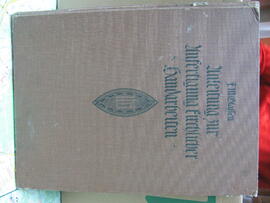 Anleitung zur
Anfertigung kirchlicher
Handarbeiten